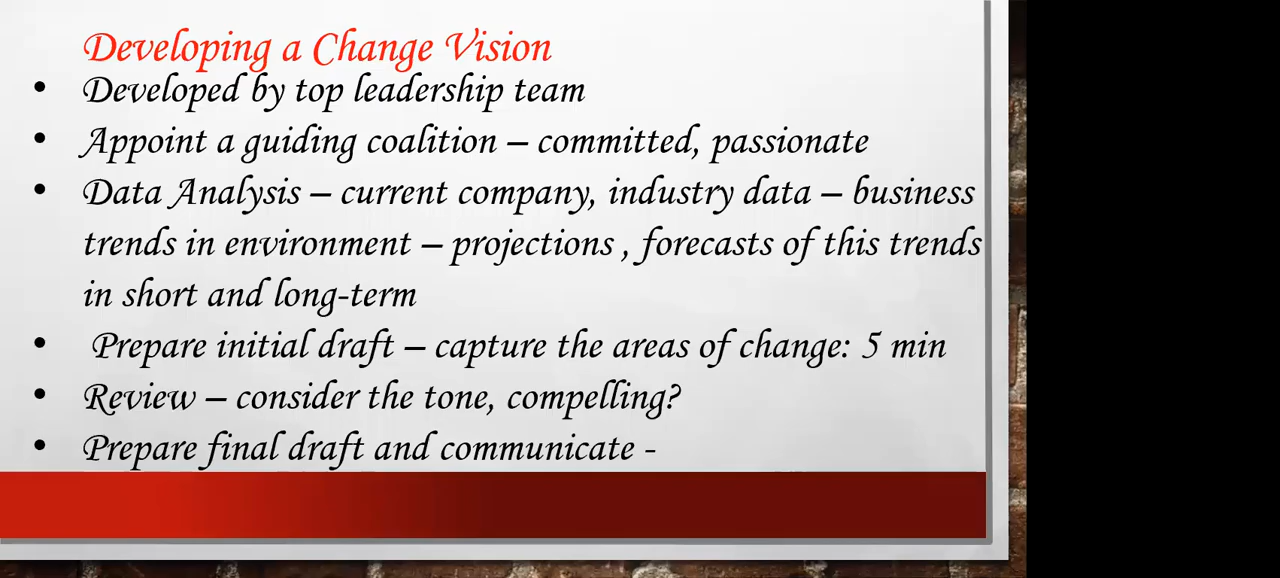 Developing a Change Vision
• Developed by top leadership team
• Appoint a guiding coalition – committed, passionate
• Data Analysis – current company, industry data – business
trends in environment – projections , forecasts of this trends
in short and long-term
• Prepare initial draft – capture the areas of change: 5 min
• Review – consider the tone, compelling?
• Prepare final draft and communicate -